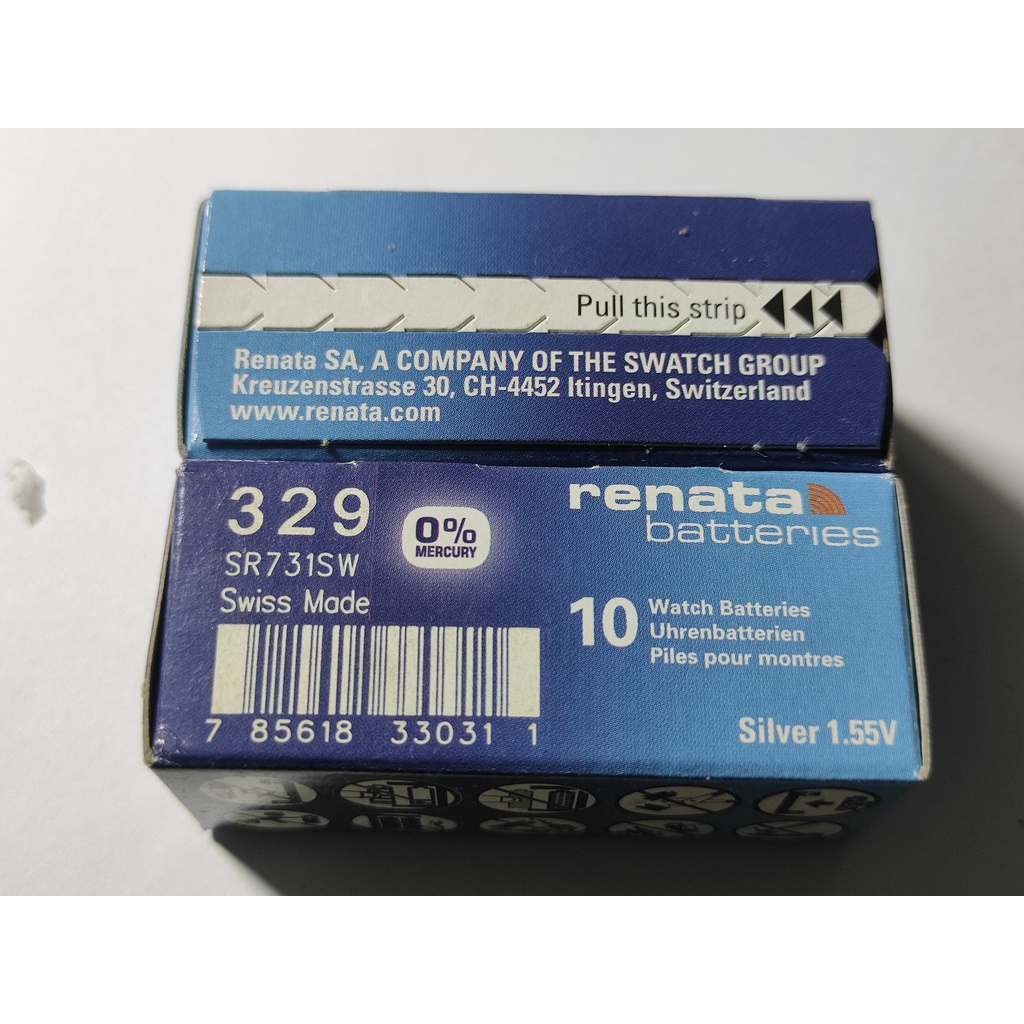 Pull this strip
Renata SA, A COMPANY OF THE SWATCH GROUP
Kreuzenstrasse 30, CH-4452 Itingen, Switzerland
www.renata.com
329
SR731SW
Swiss Made
0%
MERCURY
renata
batteries
10
Watch Batteries
Uhrenbatterien
Piles pour montres
7 85618 33031 1
Silver 1.55V